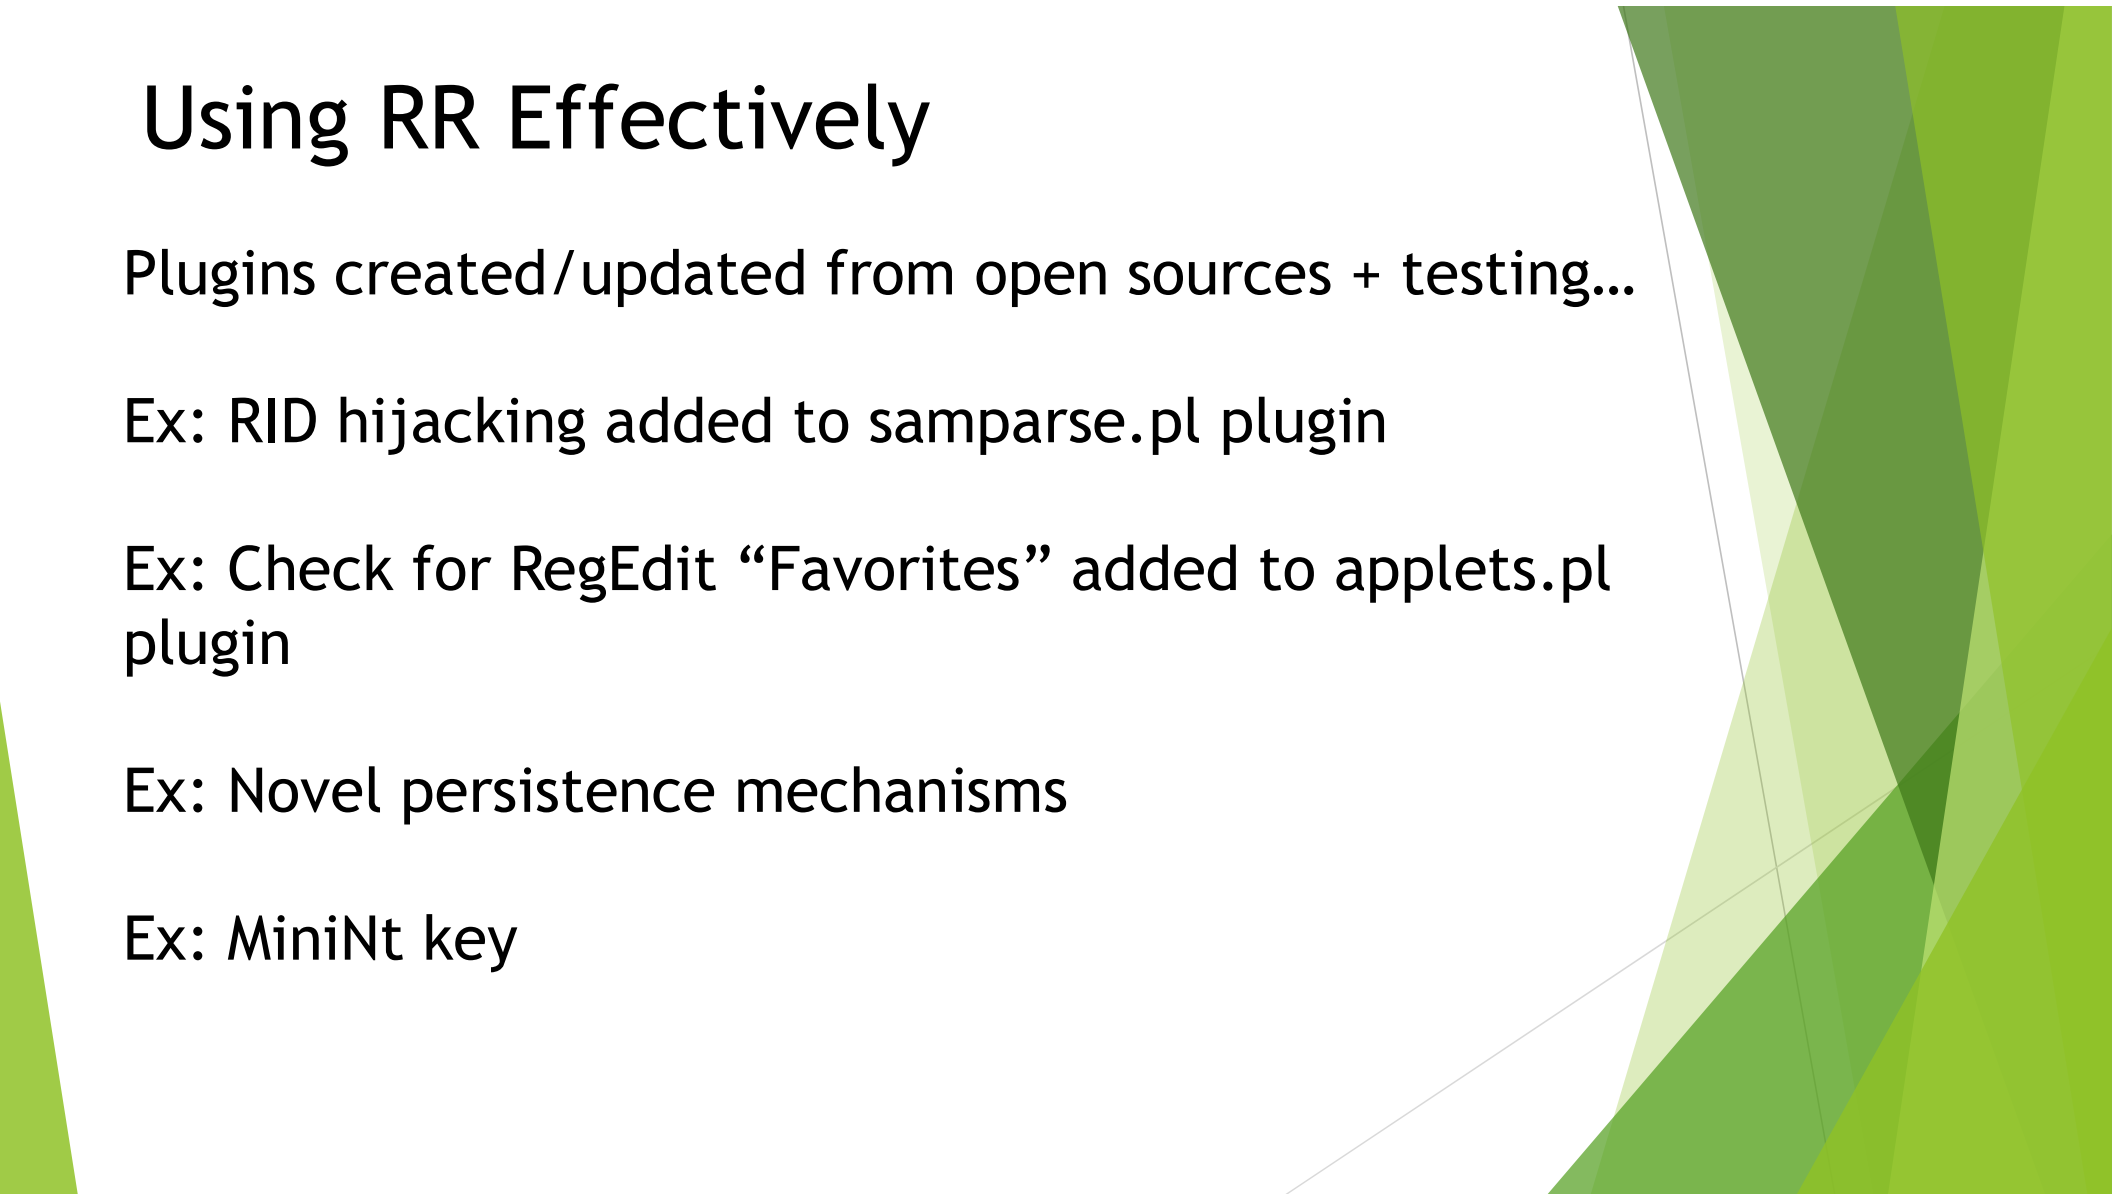 Using RR Effectively
Plugins created/updated from open sources + testing…
Ex: RID hijacking added to samparse.pl plugin
Ex: Check for RegEdit “Favorites” added to applets.pl
plugin
Ex: Novel persistence mechanisms
Ex: MiniNt key